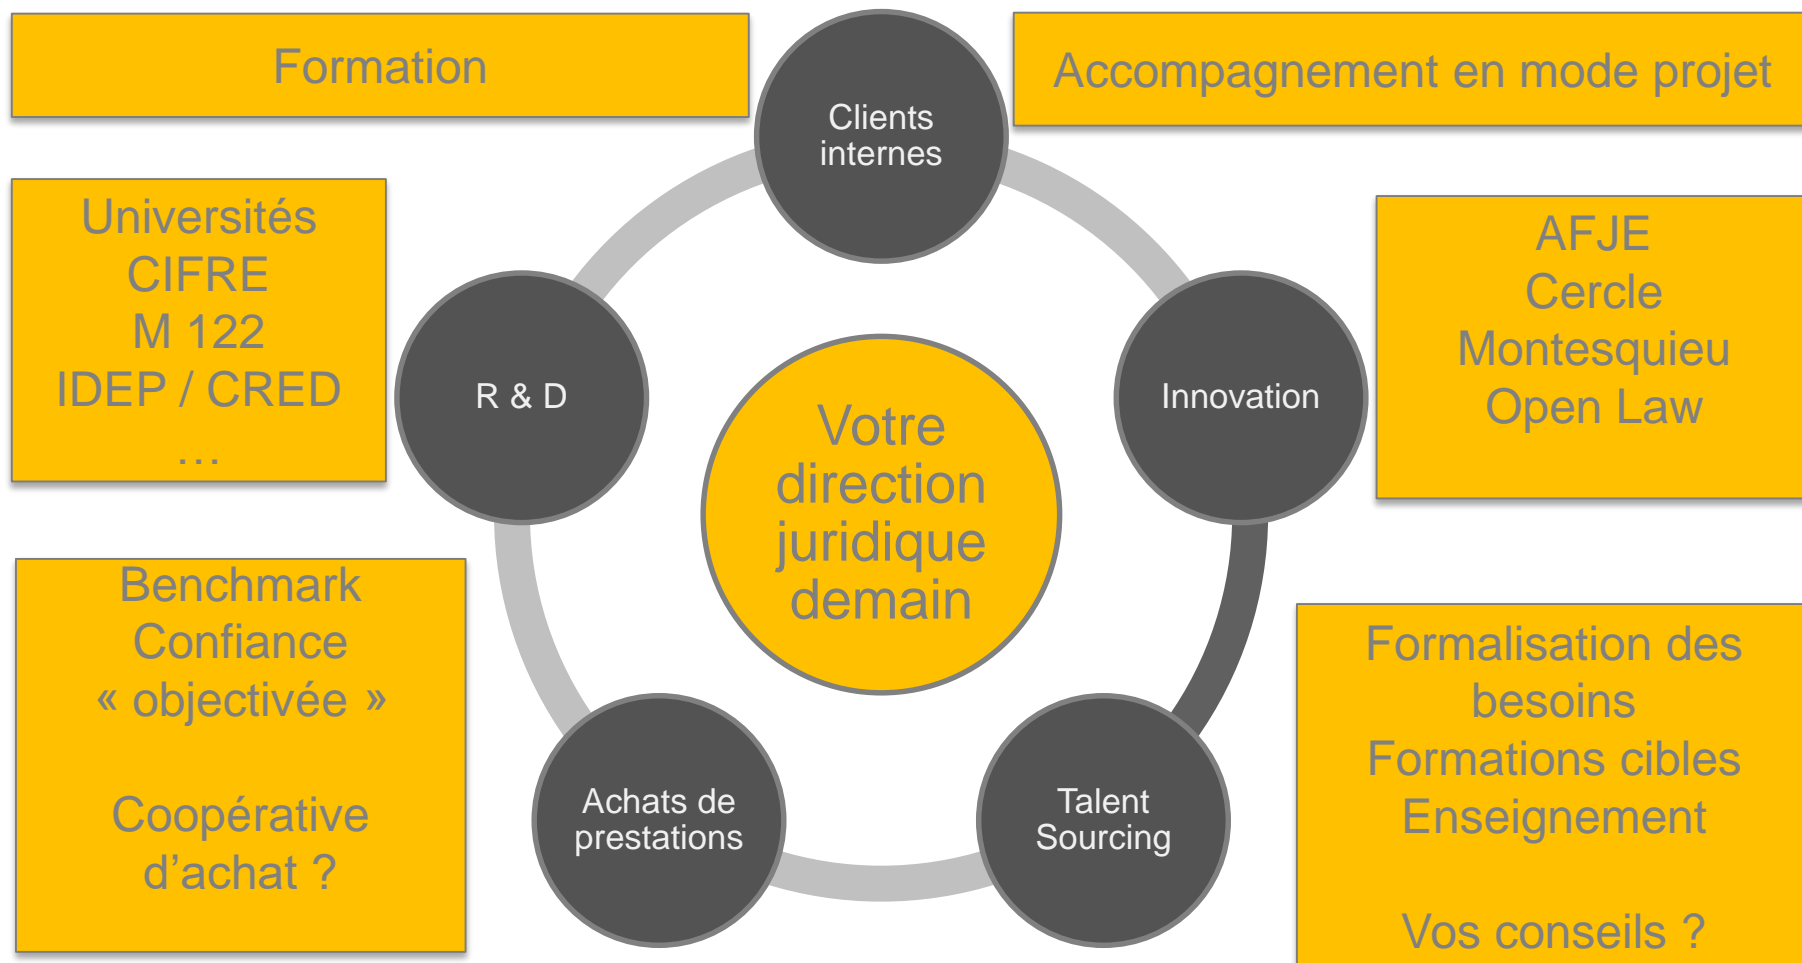 Formation
Clients
internes
Accompagnement en mode projet
Universités
CIFRE
M 122
IDEP / CRED
…
R & D
Innovation
AFJE
Cercle
Montesquieu
Open Law
Votre
direction
juridique
demain
Benchmark
Confiance
« objectivée »
Coopérative
d’achat ?
Achats de
prestations
Talent
Sourcing
Formalisation des
besoins
Formations cibles
Enseignement
Vos conseils ?